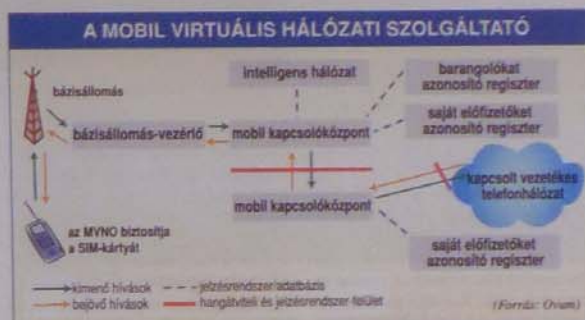 A MOBIL VIRTUÁLIS HÁLÓZATI SZOLGÁLTATÓ
bázisállomás
intelligens hálózat
barangolókat
azonosító regiszter
bázisállomás-vezérlő
mobil kapcsolóközpont
saját előfizetőket
azonosító regiszter
kapcsolt vezetékes
telefonhálózat
mobil kapcsolóközpont
az MVNO biztosítja
a SIM-kártyát
saját előfizetőket
azonosító regiszter
kimenő hívások
jelzésrendszer/adatbázis
bejövő hívások
hangátviteli és jelzésrendszer-felület
(Forrás: Ovum)